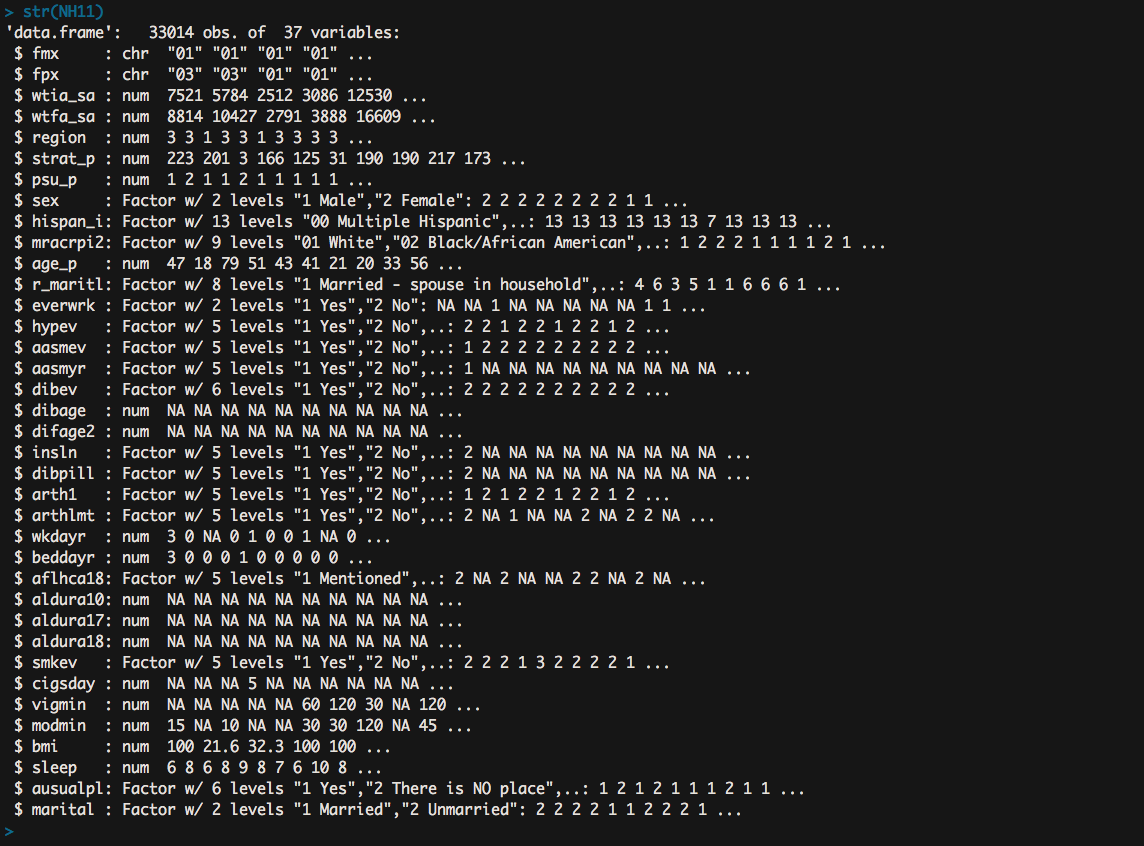 > str(NH11)
'data.frame':   33014 obs. of  37 variables:
 $ fmx     : chr  "01" "01" "01" "01" ...
 $ fpx     : chr  "03" "03" "01" "01" ...
 $ wtia_sa : num  7521 5784 2512 3086 12530 ...
 $ wtfa_sa : num  8814 10427 2791 3888 16609 ...
 $ region  : num  3 3 1 3 3 1 3 3 3 3 ...
 $ strat_p : num  223 201 3 166 125 31 190 190 217 173 ...
 $ psu_p   : num  1 2 1 1 2 1 1 1 1 1 ...
 $ sex     : Factor w/ 2 levels "1 Male","2 Female": 2 2 2 2 2 2 2 2 1 1 ...
 $ hispan_i: Factor w/ 13 levels "00 Multiple Hispanic",..: 13 13 13 13 13 13 7 13 13 13 ...
 $ mracrpi2: Factor w/ 9 levels "01 White","02 Black/African American",..: 1 2 2 2 1 1 1 1 2 1 ...
 $ age_p   : num  47 18 79 51 43 41 21 20 33 56 ...
 $ r_maritl: Factor w/ 8 levels "1 Married - spouse in household",..: 4 6 3 5 1 1 6 6 6 1 ...
 $ everwrk : Factor w/ 2 levels "1 Yes","2 No": NA NA 1 NA NA NA NA NA 1 1 ...
 $ hypev   : Factor w/ 5 levels "1 Yes","2 No",..: 2 2 1 2 2 1 2 2 1 2 ...
 $ aasmev  : Factor w/ 5 levels "1 Yes","2 No",..: 1 2 2 2 2 2 2 2 2 2 ...
 $ aasmyr  : Factor w/ 5 levels "1 Yes","2 No",..: 1 NA NA NA NA NA NA NA NA NA ...
 $ dibev   : Factor w/ 6 levels "1 Yes","2 No",..: 2 2 2 2 2 2 2 2 2 2 ...
 $ dibage  : num  NA NA NA NA NA NA NA NA NA NA ...
 $ difage2 : num  NA NA NA NA NA NA NA NA NA NA ...
 $ insln   : Factor w/ 5 levels "1 Yes","2 No",..: 2 NA NA NA NA NA NA NA NA NA ...
 $ dibpill : Factor w/ 5 levels "1 Yes","2 No",..: 2 NA NA NA NA NA NA NA NA NA ...
 $ arth1   : Factor w/ 5 levels "1 Yes","2 No",..: 1 2 1 2 2 1 2 2 1 2 ...
 $ arthlmt : Factor w/ 5 levels "1 Yes","2 No",..: 2 NA 1 NA NA 2 NA 2 2 NA ...
 $ wkdayr  : num  3 0 NA 0 1 0 0 1 NA 0 ...
 $ beddayr : num  3 0 0 0 1 0 0 0 0 0 ...
 $ aflhca18: Factor w/ 5 levels "1 Mentioned",..: 2 NA 2 NA NA 2 2 NA 2 NA ...
 $ aldura10: num  NA NA NA NA NA NA NA NA NA NA ...
 $ aldura17: num  NA NA NA NA NA NA NA NA NA NA ...
 $ aldura18: num  NA NA NA NA NA NA NA NA NA NA ...
 $ smkev   : Factor w/ 5 levels "1 Yes","2 No",..: 2 2 2 1 3 2 2 2 2 1 ...
 $ cigsday : num  NA NA NA 5 NA NA NA NA NA NA ...
 $ vigmin  : num  NA NA NA NA NA 60 120 30 NA 120 ...
 $ modmin  : num  15 NA 10 NA NA 30 30 120 NA 45 ...
 $ bmi     : num  100 21.6 32.3 100 100 ...
 $ sleep   : num  6 8 6 8 9 8 7 6 10 8 ...
 $ ausualpl: Factor w/ 6 levels "1 Yes","2 There is NO place",..: 1 2 1 2 1 1 1 2 1 1 ...
 $ marital : Factor w/ 2 levels "1 Married","2 Unmarried": 2 2 2 2 1 1 2 2 2 1 ...
>